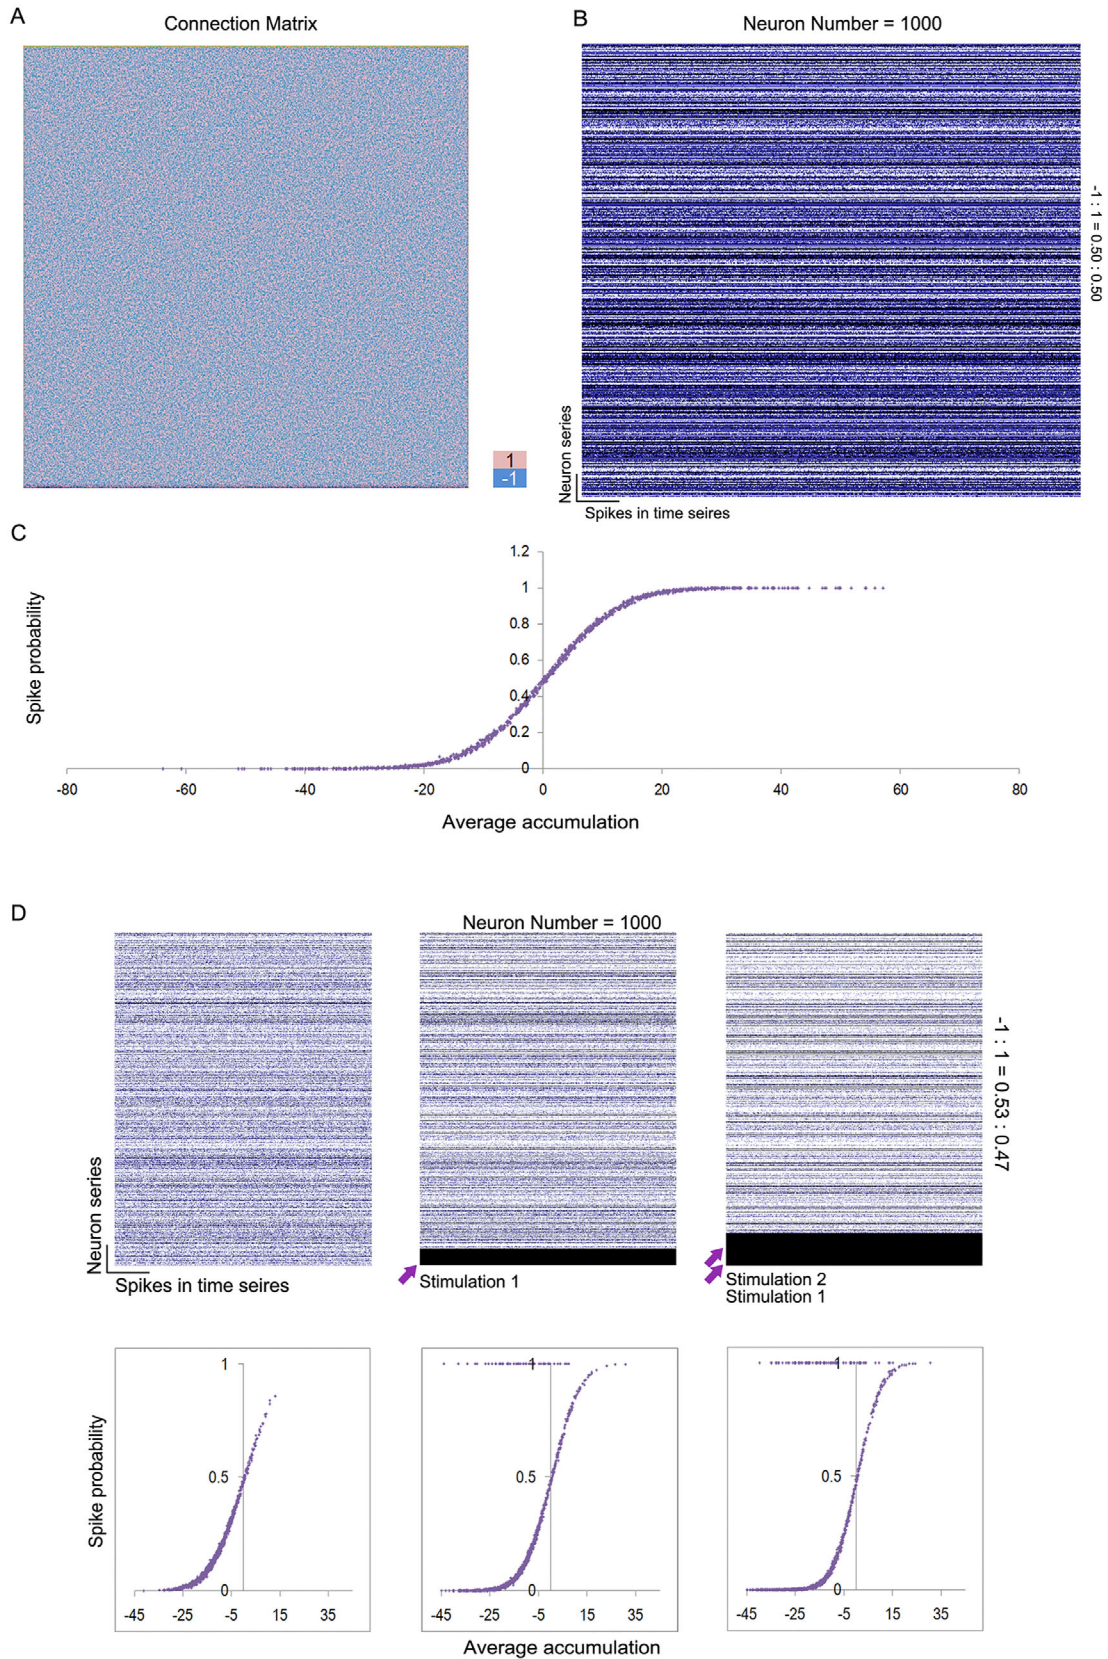 A
Connection Matrix
1
-1
B
Neuron Number = 1000
-1 : 1 = 0.50 : 0.50
Neuron series
Spikes in time seires
C
Spike probability
1.2
1
0.8
0.6
0.4
0.2
0
-80
-60
-40
-20
0
20
40
60
80
Average accumulation
D
Neuron Number = 1000
-1 : 1 = 0.53 : 0.47
Neuron series
Spikes in time seires
Stimulation 1
Stimulation 2
Stimulation 1
Spike probability
1
0.5
0
-45
-25
-5
15
35
1
0.5
0
-45
-25
-5
15
35
1
0.5
0
-45
-25
-5
15
35
Average accumulation